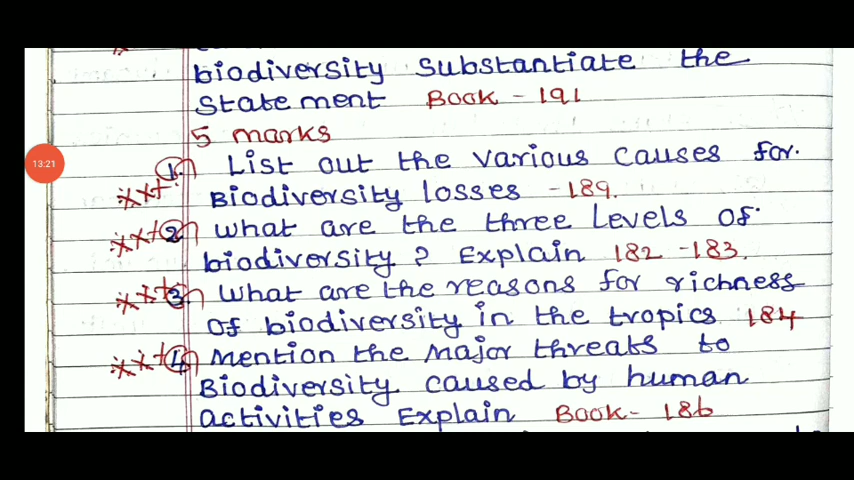 biodiversity substantiate the
statement Book - 191
5 marks
13:21
1. List out the various causes for.
Biodiversity losses - 189.
2 What are the three levels of
biodiversity? Explain 182 - 183.
3 What are the reasons for richness
of biodiversity in the tropics 184
4 Mention the major threats to
Biodiversity caused by human
activities Explain Book - 186